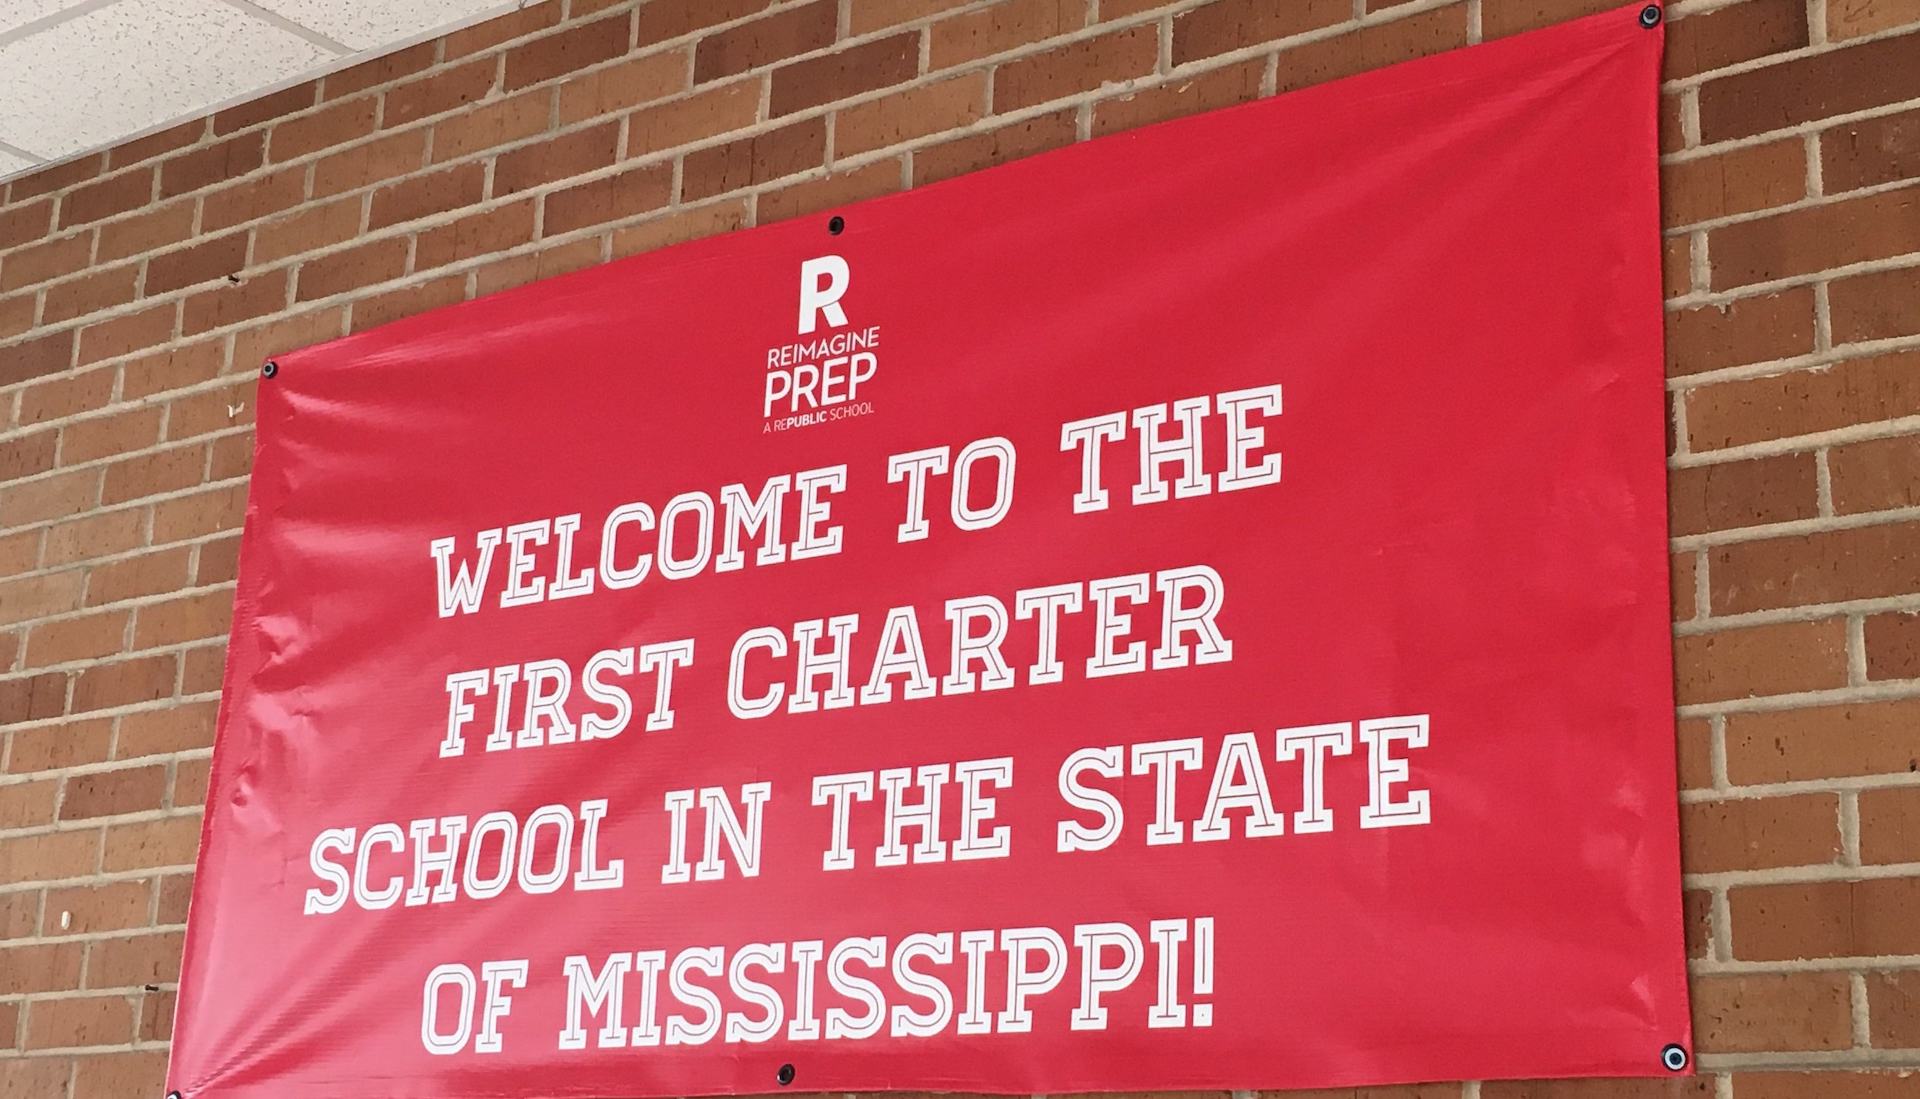 R
REIMAGINE
PREP
A REPUBLIC SCHOOL
WELCOME TO THE
FIRST CHARTER
SCHOOL IN THE STATE
OF MISSISSIPPI!